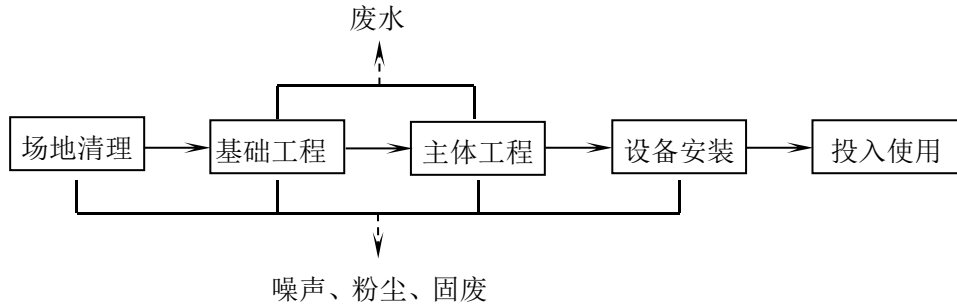 废水
场地清理
基础工程
主体工程
设备安装
投入使用
噪声、粉尘、固废